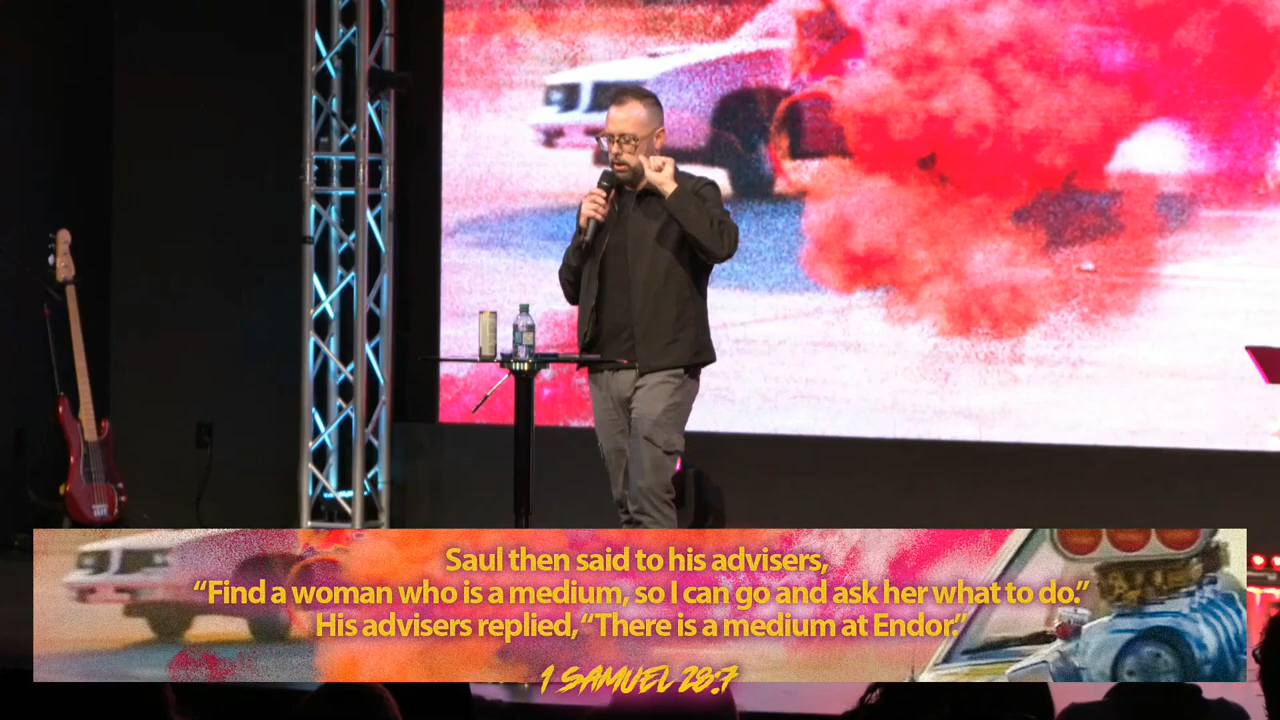 Saul then said to his advisers,
“Find a woman who is a medium, so I can go and ask her what to do.”
His advisers replied, “There is a medium at Endor.”
1 SAMUEL 28:7